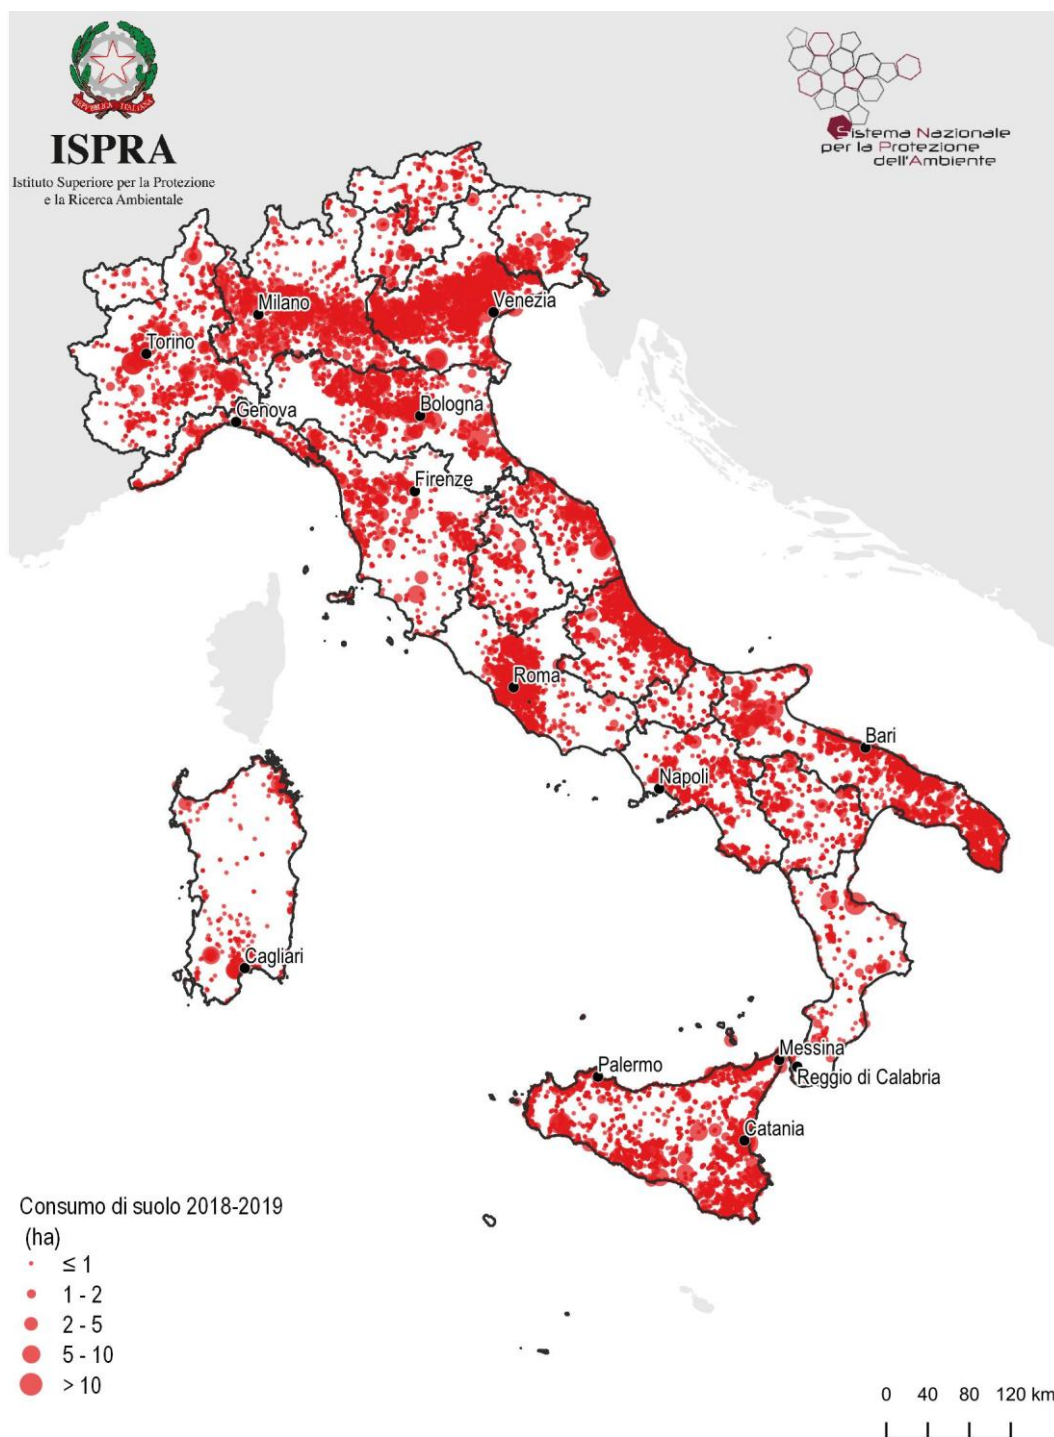 REPVBBLICA ITALIANA
ISPRA
Istituto Superiore per la Protezione
e la Ricerca Ambientale
Sistema Nazionale
per la Protezione
dell'Ambiente
Milano
Venezia
Torino
Genova
Bologna
Firenze
Roma
Bari
Napoli
Cagliari
Messina
Palermo
Reggio di Calabria
Catania
Consumo di suolo 2018-2019
(ha)
≤ 1
1 - 2
2 - 5
5 - 10
> 10
0 40 80 120 km